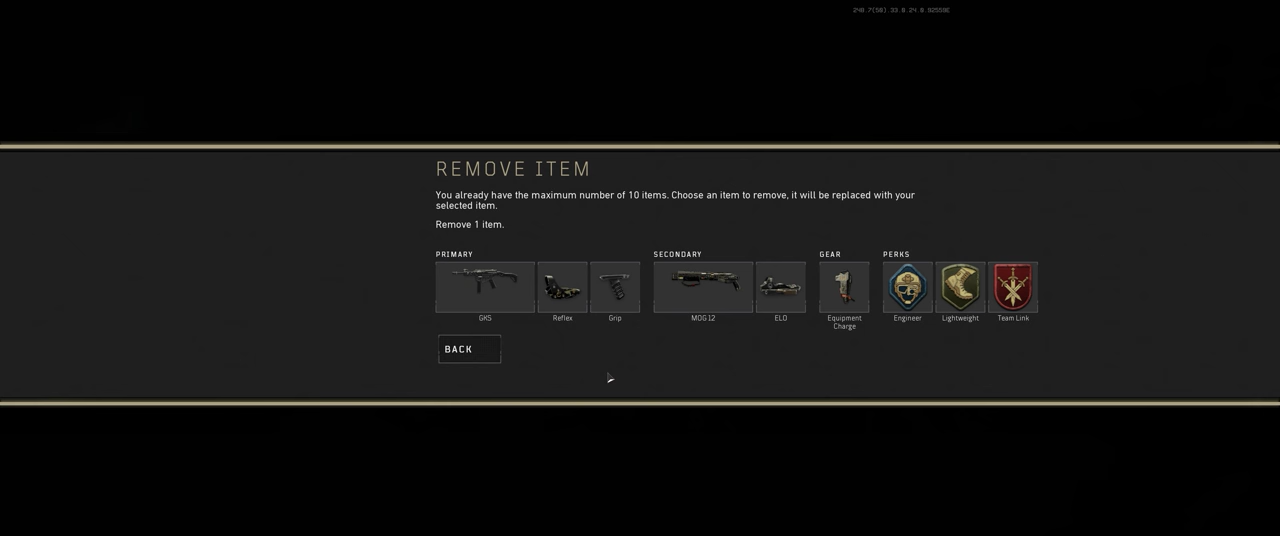 REMOVE ITEM
You already have the maximum number of 10 items. Choose an item to remove, it will be replaced with your
selected item.
Remove 1 item.
PRIMARY
SECONDARY
GEAR
PERKS
GKS
Reflex
Grip
MOG 12
ELO
Equipment
Charge
Engineer
Lightweight
Team Link
BACK